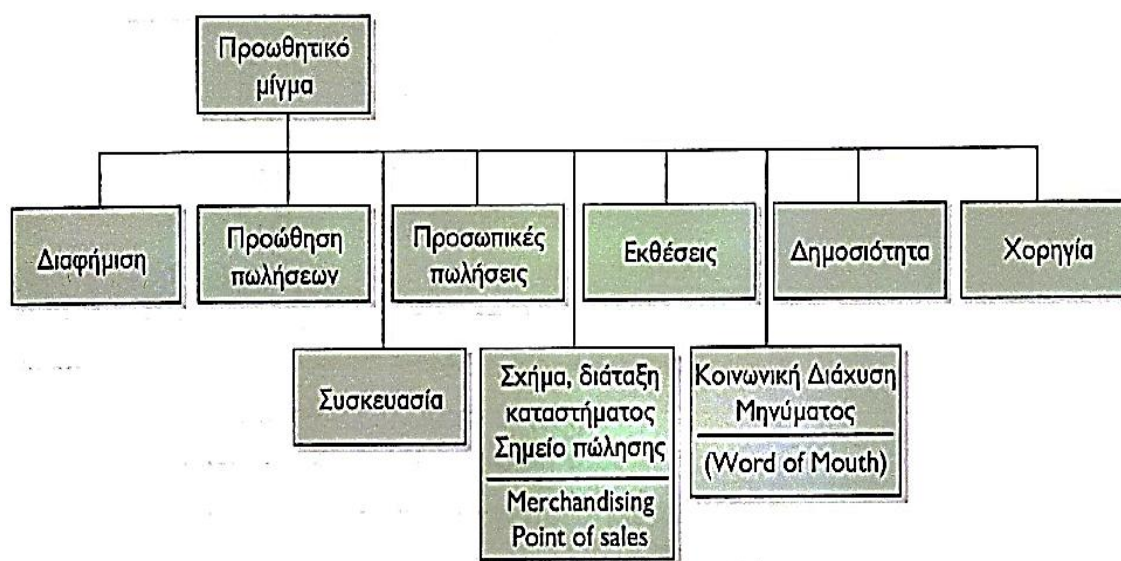 Προωθητικό
μίγμα
Διαφήμιση
Προώθηση
πωλήσεων
Προσωπικές
πωλήσεις
Εκθέσεις
Δημοσιότητα
Χορηγία
Συσκευασία
Σχήμα, διάταξη
καταστήματος
Σημείο πώλησης
Merchandising
Point of sales
Κοινωνική Διάχυση
Μηνύματος
(Word of Mouth)